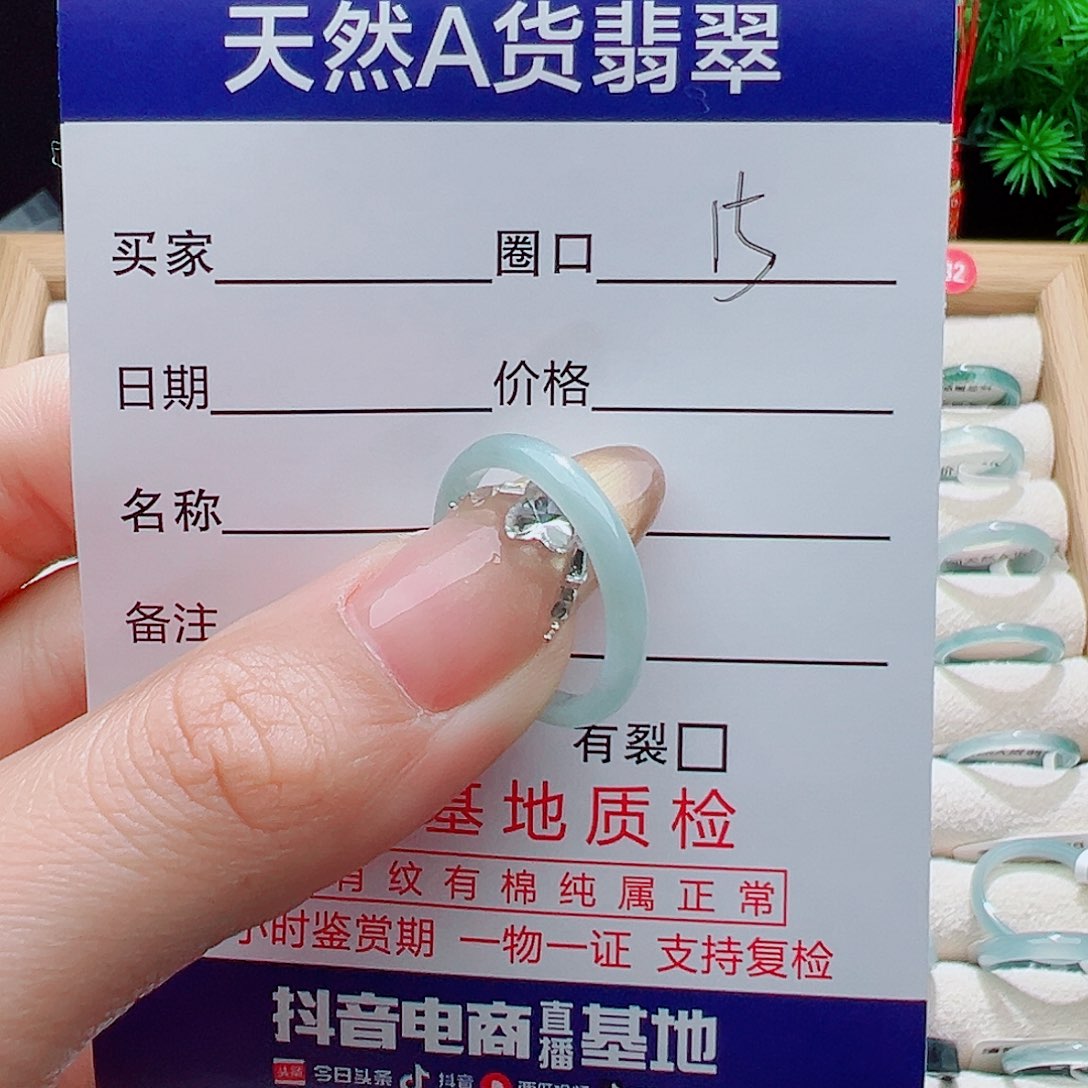 天然A货翡翠
买家 圈口 15
日期 价格
名称
备注
有裂
基地质检
有纹有棉纯属正常
小时鉴赏期 一物一证 支持复检
抖音电商直播基地
头条 今日头条 抖音